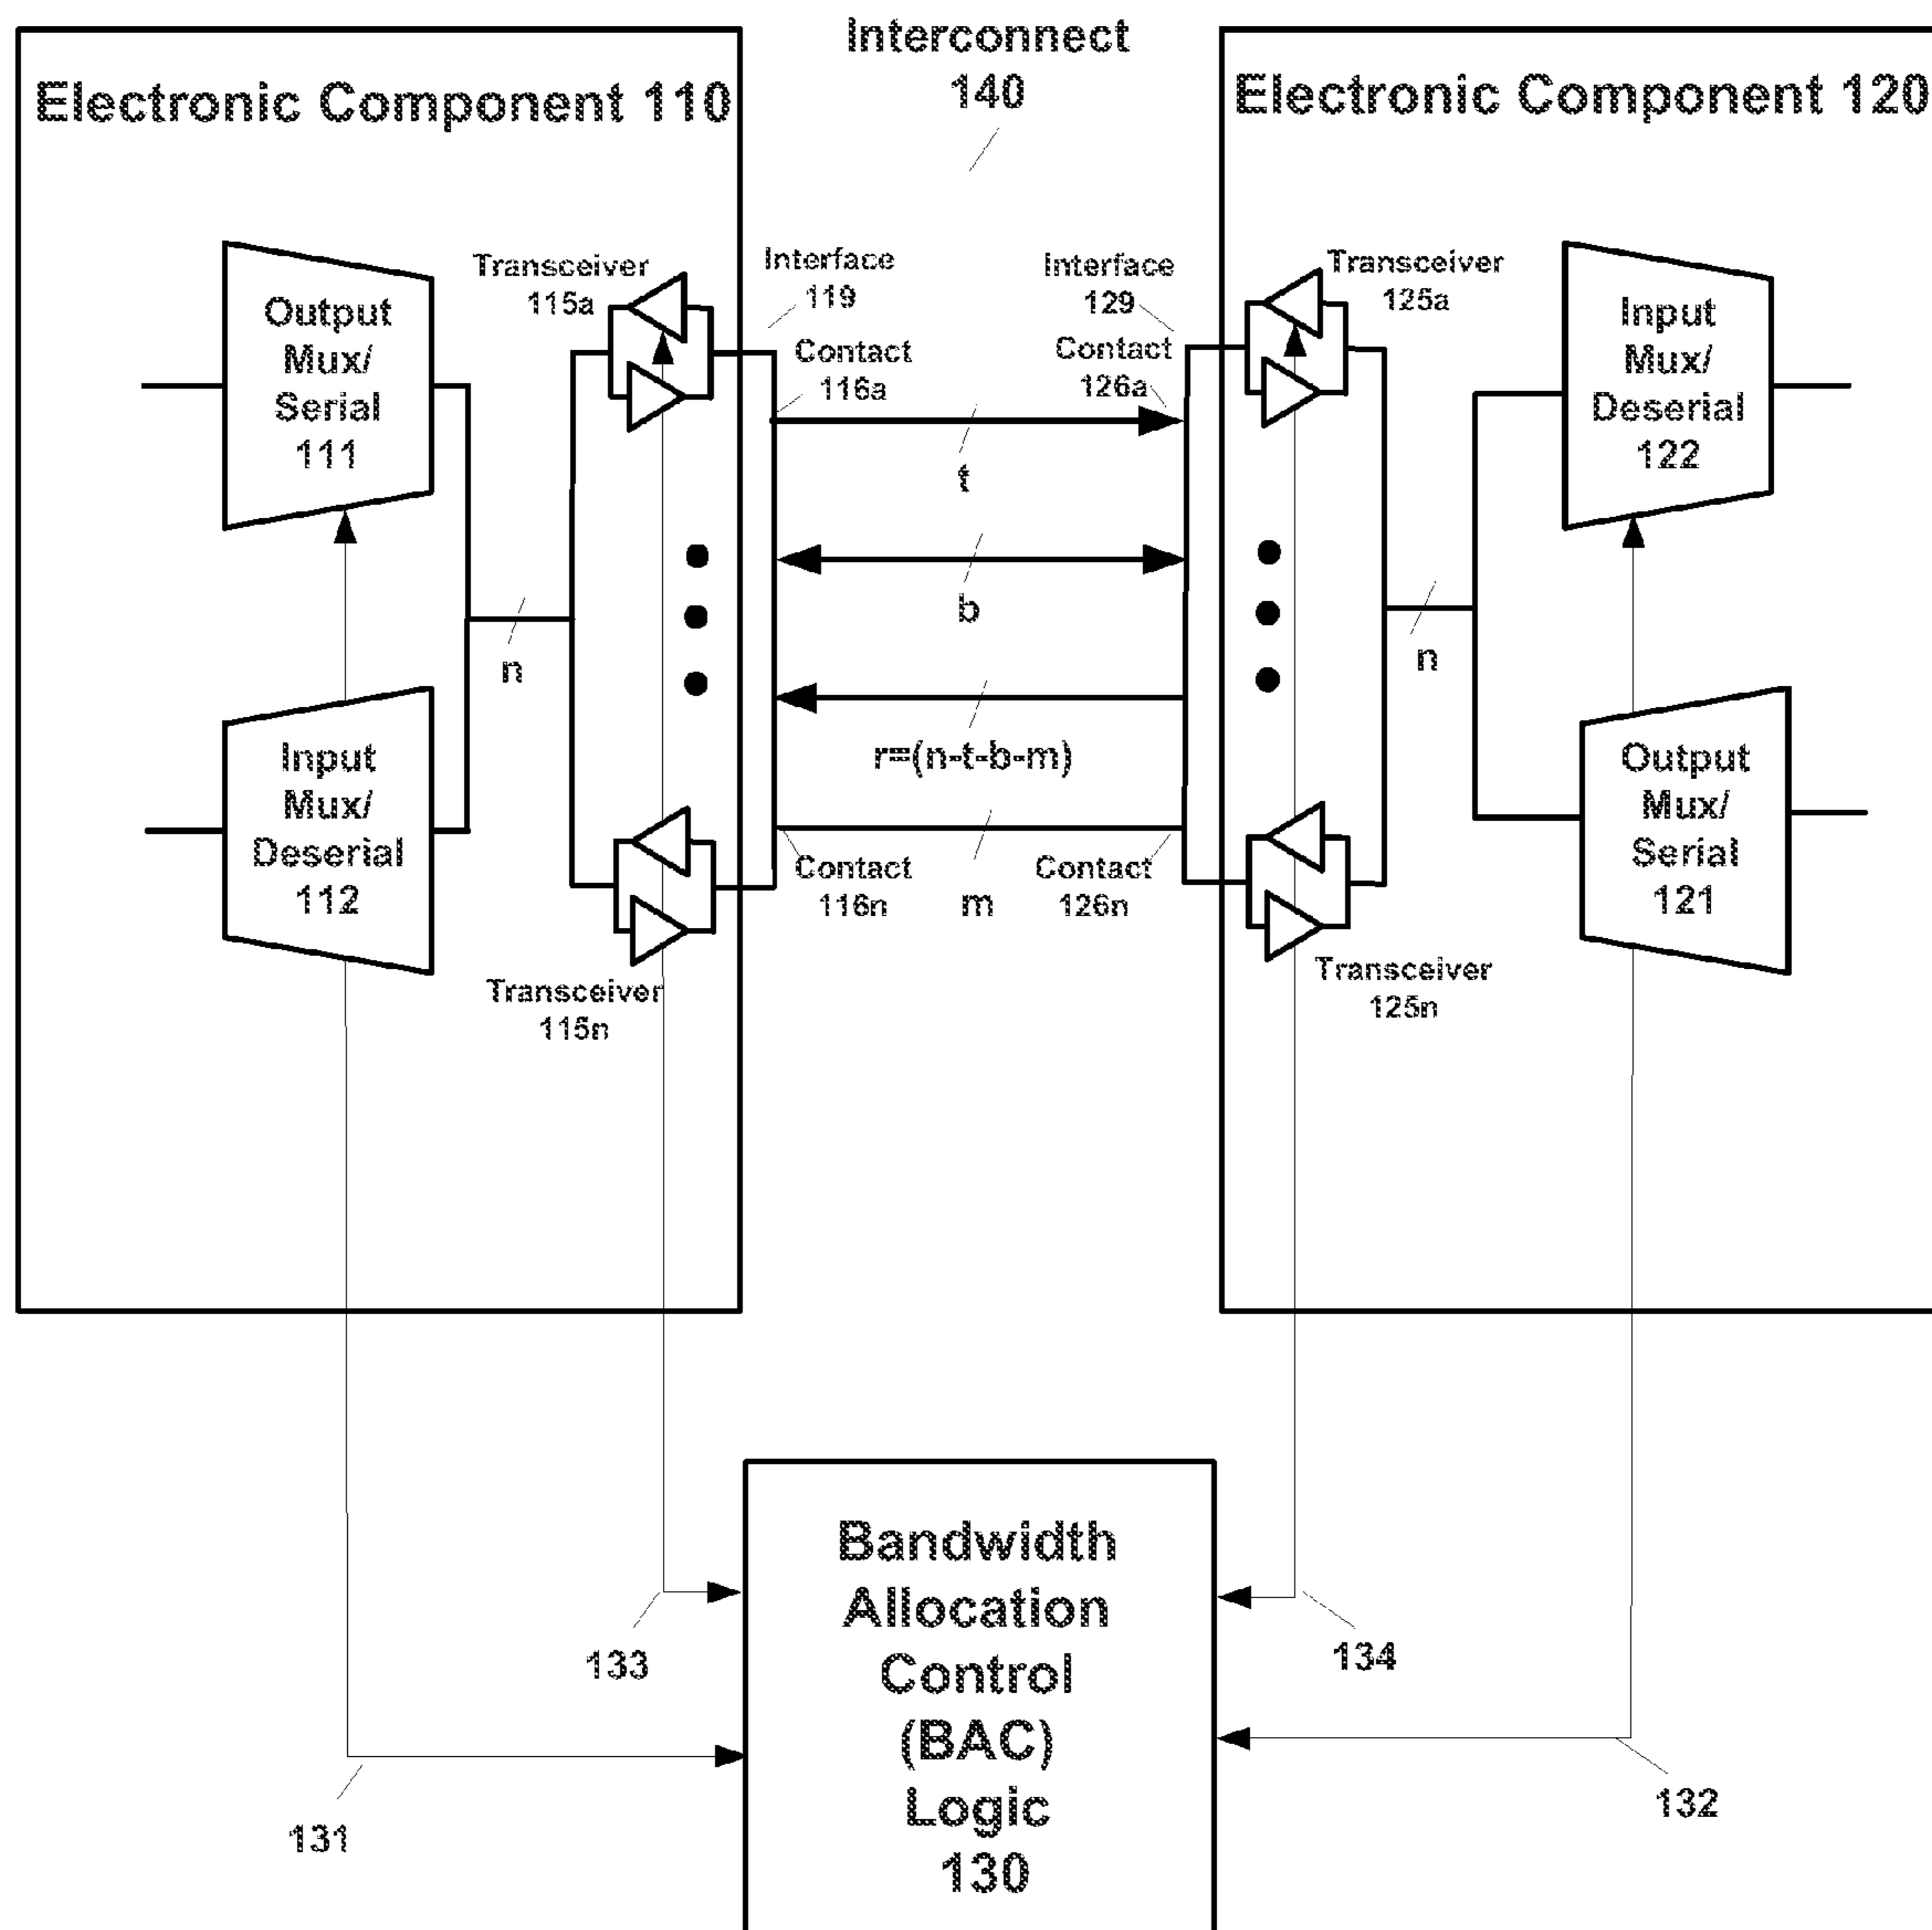 Interconnect
140
Electronic Component 110
Electronic Component 120
Output
Mux/
Serial
111
Input
Mux/
Deserial
112
Transceiver
115a
Interface
119
Contact
116a
Interface
129
Contact
126a
Transceiver
125a
Input
Mux/
Deserial
122
Output
Mux/
Serial
121
n
t
b
r=(n-t-b-m)
m
n
Contact
116n
Contact
126n
Transceiver
115n
Transceiver
125n
Bandwidth
Allocation
Control
(BAC)
Logic
130
133
134
131
132